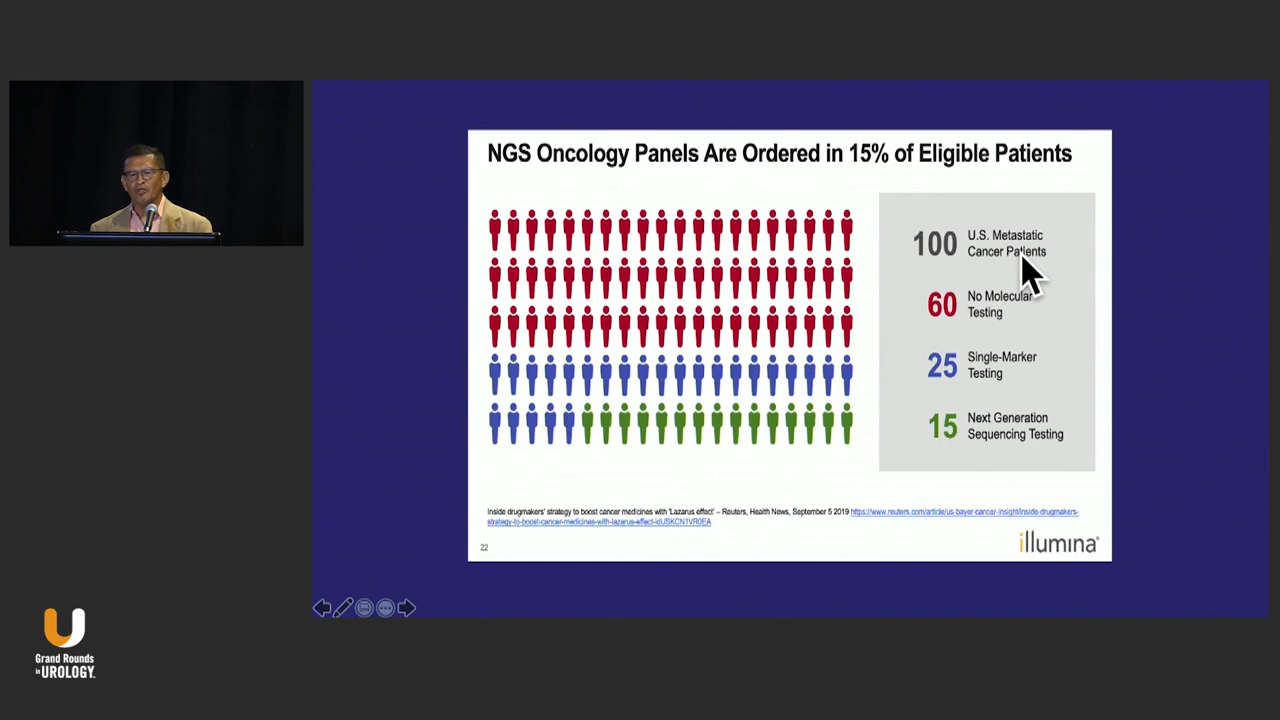 NGS Oncology Panels Are Ordered in 15% of Eligible Patients
100 U.S. Metastatic
Cancer Patients
60 No Molecular
Testing
25 Single-Marker
Testing
15 Next Generation
Sequencing Testing
Inside drugmakers' strategy to boost cancer medicines with 'Lazarus effect' – Reuters, Health News, September 5 2019 https://www.reuters.com/article/us-bayer-cancer-insight/inside-drugmakers-
strategy-to-boost-cancer-medicines-with-lazarus-effect-idUSKCN1VR0EA
22
illumina®
Grand Rounds
in UROLOGY